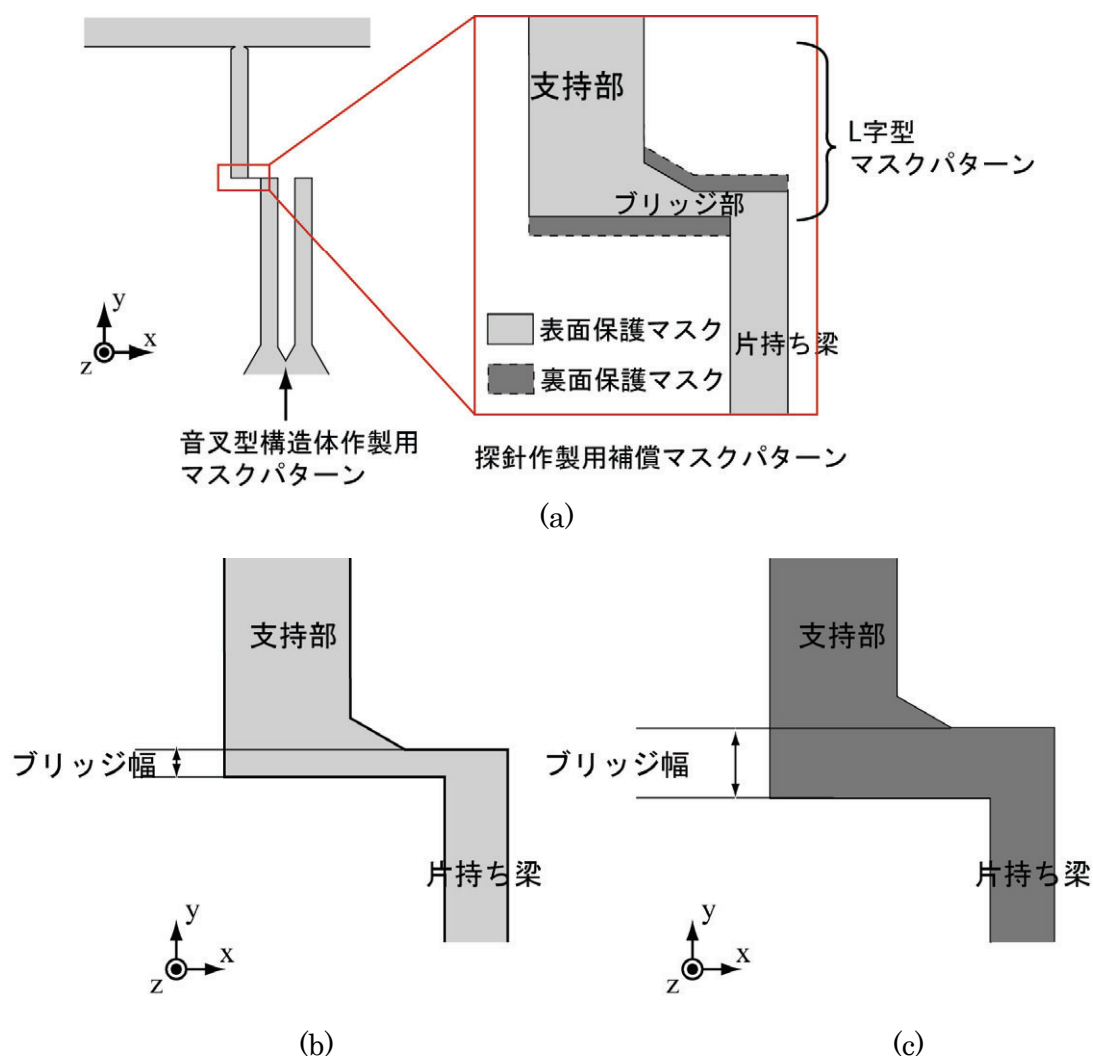 支持部
L字型
マスクパターン
ブリッジ部
y
x
z
表面保護マスク
片持ち梁
裏面保護マスク
音叉型構造体作製用
マスクパターン
探針作製用補償マスクパターン
(a)
支持部
ブリッジ幅
片持ち梁
y
x
z
(b)
支持部
ブリッジ幅
片持ち梁
y
x
z
(c)